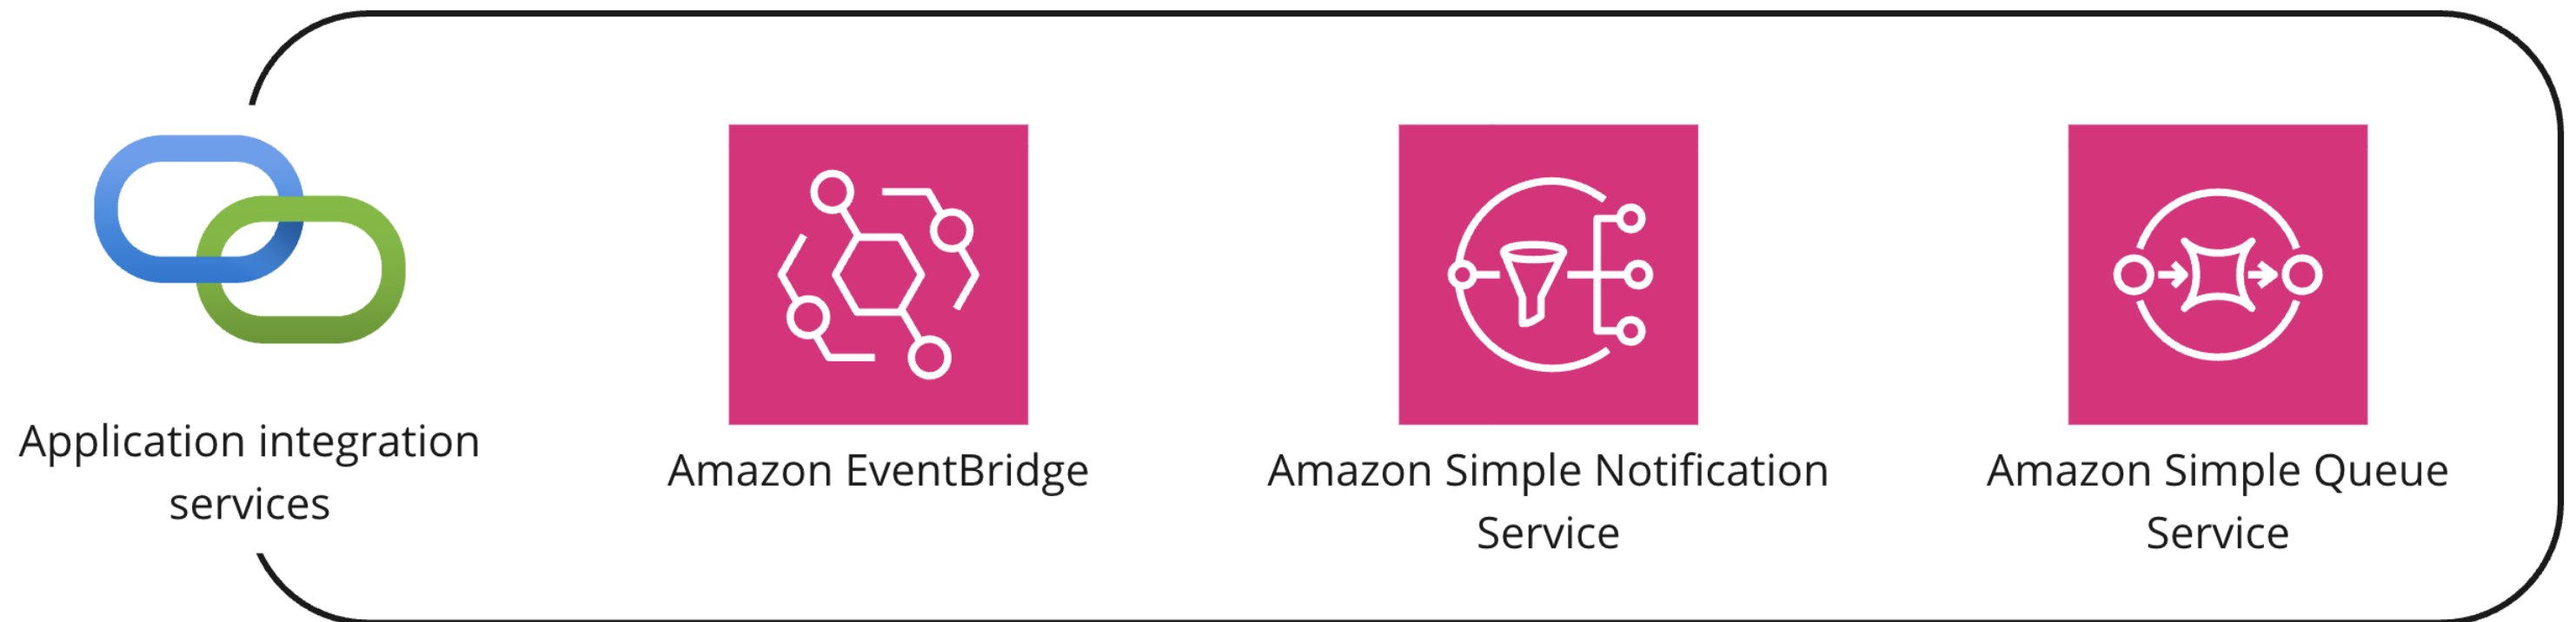 Application integration
services
Amazon EventBridge
Amazon Simple Notification
Service
Amazon Simple Queue
Service